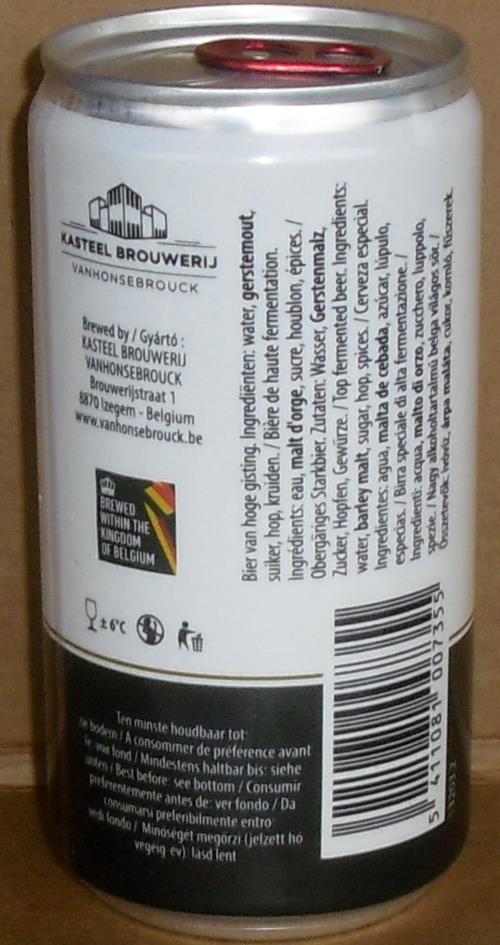 KASTEEL BROUWERIJ
VANHONSEBROUCK
Brewed by / Gyártó :
KASTEEL BROUWERIJ
VANHONSEBROUCK
Brouwerijstraat 1
8870 Izegem - Belgium
www.vanhonsebrouck.be
BREWED
WITHIN THE
KINGDOM
OF BELGIUM
± 6°C
Bier van hoge gisting. Ingrediënten: water, gerstemout,
suiker, hop, kruiden. / Bière de haute fermentation.
Ingrédients: eau, malt d'orge, sucre, houblon, épices. /
Obergäriges Starkbier. Zutaten: Wasser, Gerstenmalz,
Zucker, Hopfen, Gewürze. / Top fermented beer. Ingredients:
water, barley malt, sugar, hop, spices. / Cerveza especial.
Ingredientes: agua, malta de cebada, azúcar, lúpulo,
especias. / Birra speciale di alta fermentazione. /
Ingredienti: acqua, malto di orzo, zucchero, luppolo,
spezie. / Nagy alkoholtartalmú belga világos sör. /
Összetevők: ivóvíz, árpa maláta, cukor, komló, fűszerek.
Ten minste houdbaar tot:
bodem / A consommer de préférence avant
le: voir fond / Mindestens haltbar bis: siehe
unten / Best before: see bottom / Consumir
preferentemente antes de: ver fondo / Da
consumarsi preferibilmente entro:
vedi fondo / Minőségét megőrzi (jelzett hó
végéig-év): lásd lent
5 411081 007355